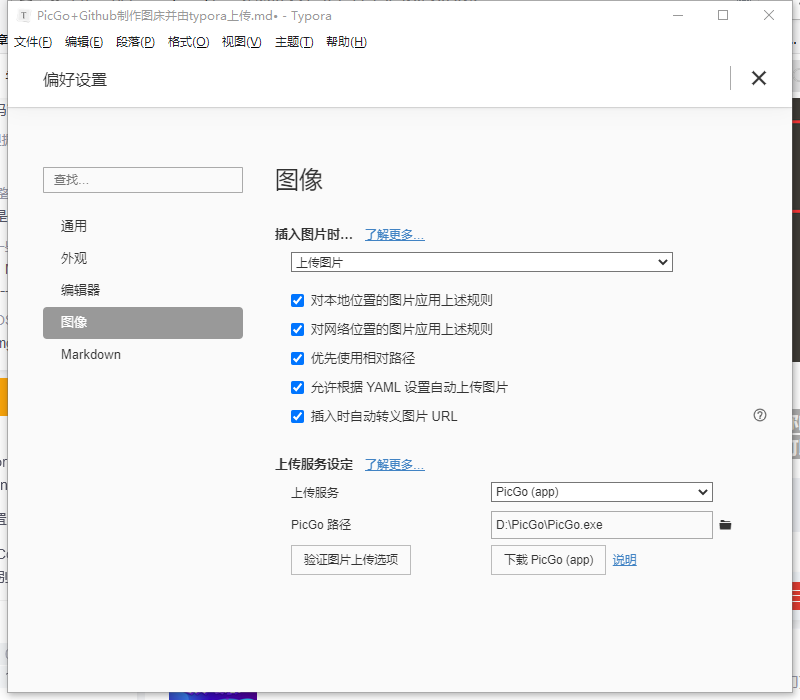 T PicGo+Github制作图床并由typora上传.md• - Typora
文件(F) 编辑(E) 段落(P) 格式(O) 视图(V) 主题(T) 帮助(H)
偏好设置
查找...
通用
外观
编辑器
图像
Markdown
图像
插入图片时... 了解更多...
上传图片
对本地位置的图片应用上述规则
对网络位置的图片应用上述规则
优先使用相对路径
允许根据 YAML 设置自动上传图片
插入时自动转义图片 URL
上传服务设定 了解更多...
上传服务 PicGo (app)
PicGo 路径 D:\PicGo\PicGo.exe
验证图片上传选项 下载 PicGo (app) 说明